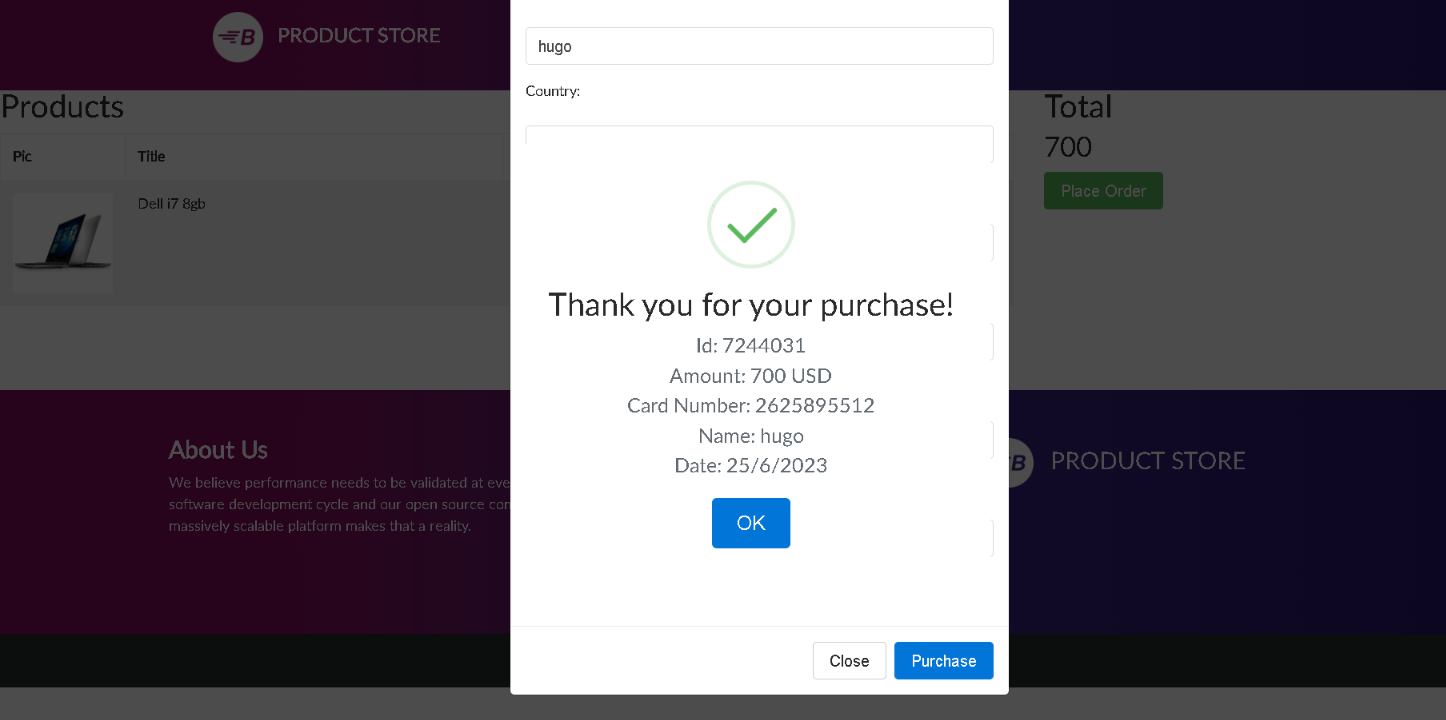 PRODUCT STORE
hugo
Country:
Products
Total
Pic
Title
700
Dell i7 8gb
Place Order
Thank you for your purchase!
Id: 7244031
Amount: 700 USD
Card Number: 2625895512
Name: hugo
Date: 25/6/2023
OK
About Us
We believe performance needs to be validated at eve
software development cycle and our open source con
massively scalable platform makes that a reality.
B PRODUCT STORE
Close
Purchase